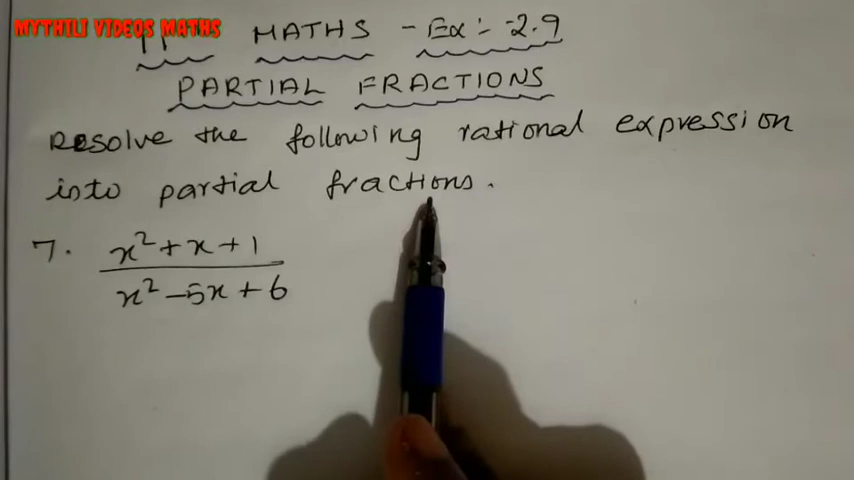 MYTHILI VIDEOS MATHS
MATHS - Ex:- -2.9
PARTIAL FRACTIONS
Resolve the following rational expression
into partial fractions.
7. x²+x+1
x²-5x+6